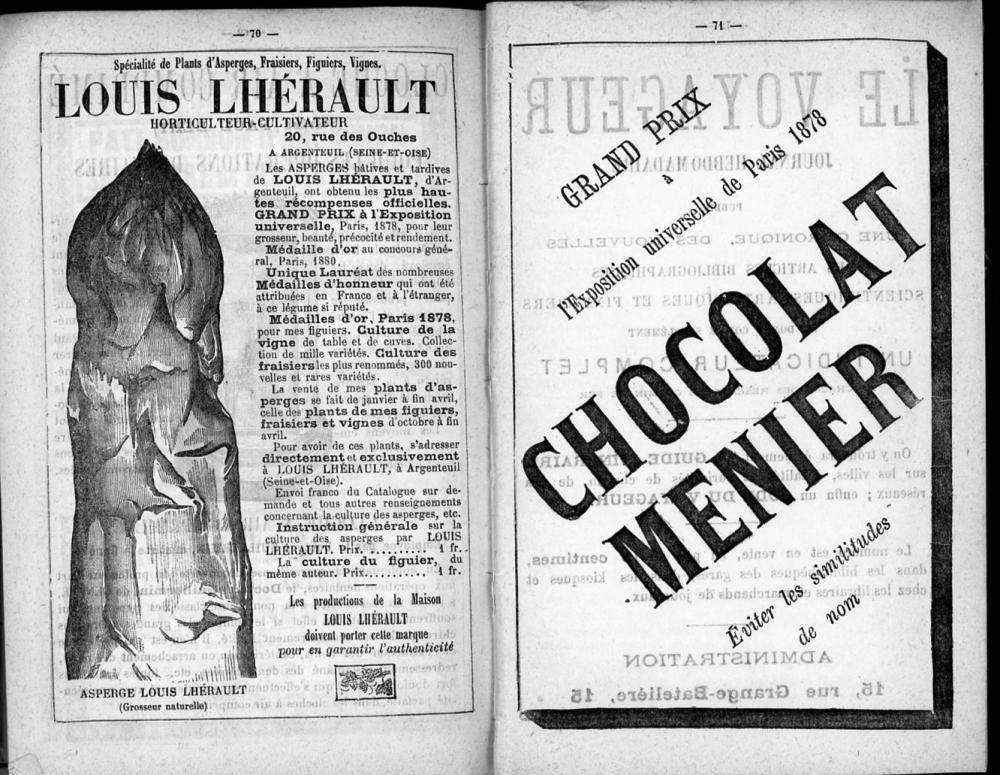 — 70 —
Spécialité de Plants d'Asperges, Fraisiers, Figuiers, Vignes.
LOUIS LHÉRAULT
HORTICULTEUR-CULTIVATEUR
20, rue des Ouches
A ARGENTEUIL (SEINE-ET-OISE)
Les ASPERGES hâtives et tardives
de LOUIS LHÉRAULT, d'Ar-
genteuil, ont obtenu les plus hau-
tes récompenses officielles.
GRAND PRIX à l'Exposition
universelle, Paris, 1878, pour leur
grosseur, beauté, précocité et rendement.
Médaille d'or au concours géné-
ral, Paris, 1880.
Unique Lauréat des nombreuses
Médailles d'honneur qui ont été
attribuées en France et à l'étranger,
à ce légume si réputé.
Médailles d'or, Paris 1878,
pour mes figuiers. Culture de la
vigne de table et de cuves. Collec-
tion de mille variétés. Culture des
fraisiers les plus renommés, 300 nou-
velles et rares variétés.
La vente de mes plants d'as-
perges se fait de janvier à fin avril,
celle des plants de mes figuiers,
fraisiers et vignes d'octobre à fin
avril.
Pour avoir de ces plants, s'adresser
directement et exclusivement
à LOUIS LHÉRAULT, à Argenteuil
(Seine-et-Oise).
Envoi franco du Catalogue sur de-
mande et tous autres renseignements
concernant la culture des asperges, etc.
Instruction générale sur la
culture des asperges par LOUIS
LHÉRAULT. Prix. . . . . . . . . . 1 fr.
La culture du figuier, du
même auteur. Prix. . . . . . . . . . 1 fr.
Les productions de la Maison
LOUIS LHÉRAULT
doivent porter cette marque
pour en garantir l'authenticité
ASPERGE LOUIS LHÉRAULT
(Grosseur naturelle)
— 71 —
GRAND PRIX
à
l'Exposition universelle de Paris 1878
CHOCOLAT
MENIER
Éviter les similitudes
de nom